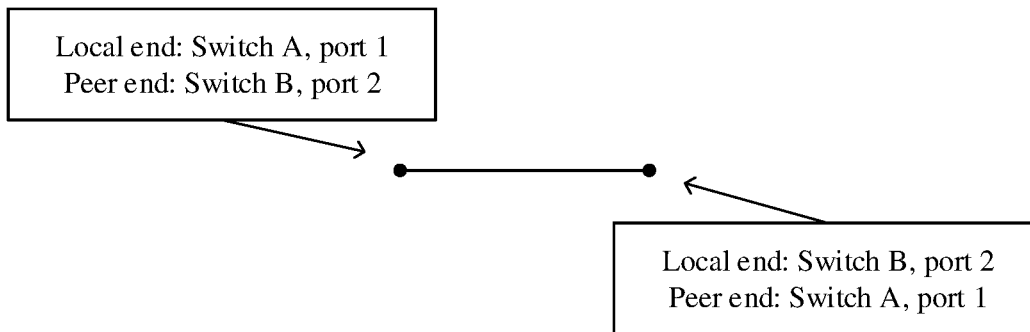 Local end: Switch A, port 1
Peer end: Switch B, port 2
Local end: Switch B, port 2
Peer end: Switch A, port 1